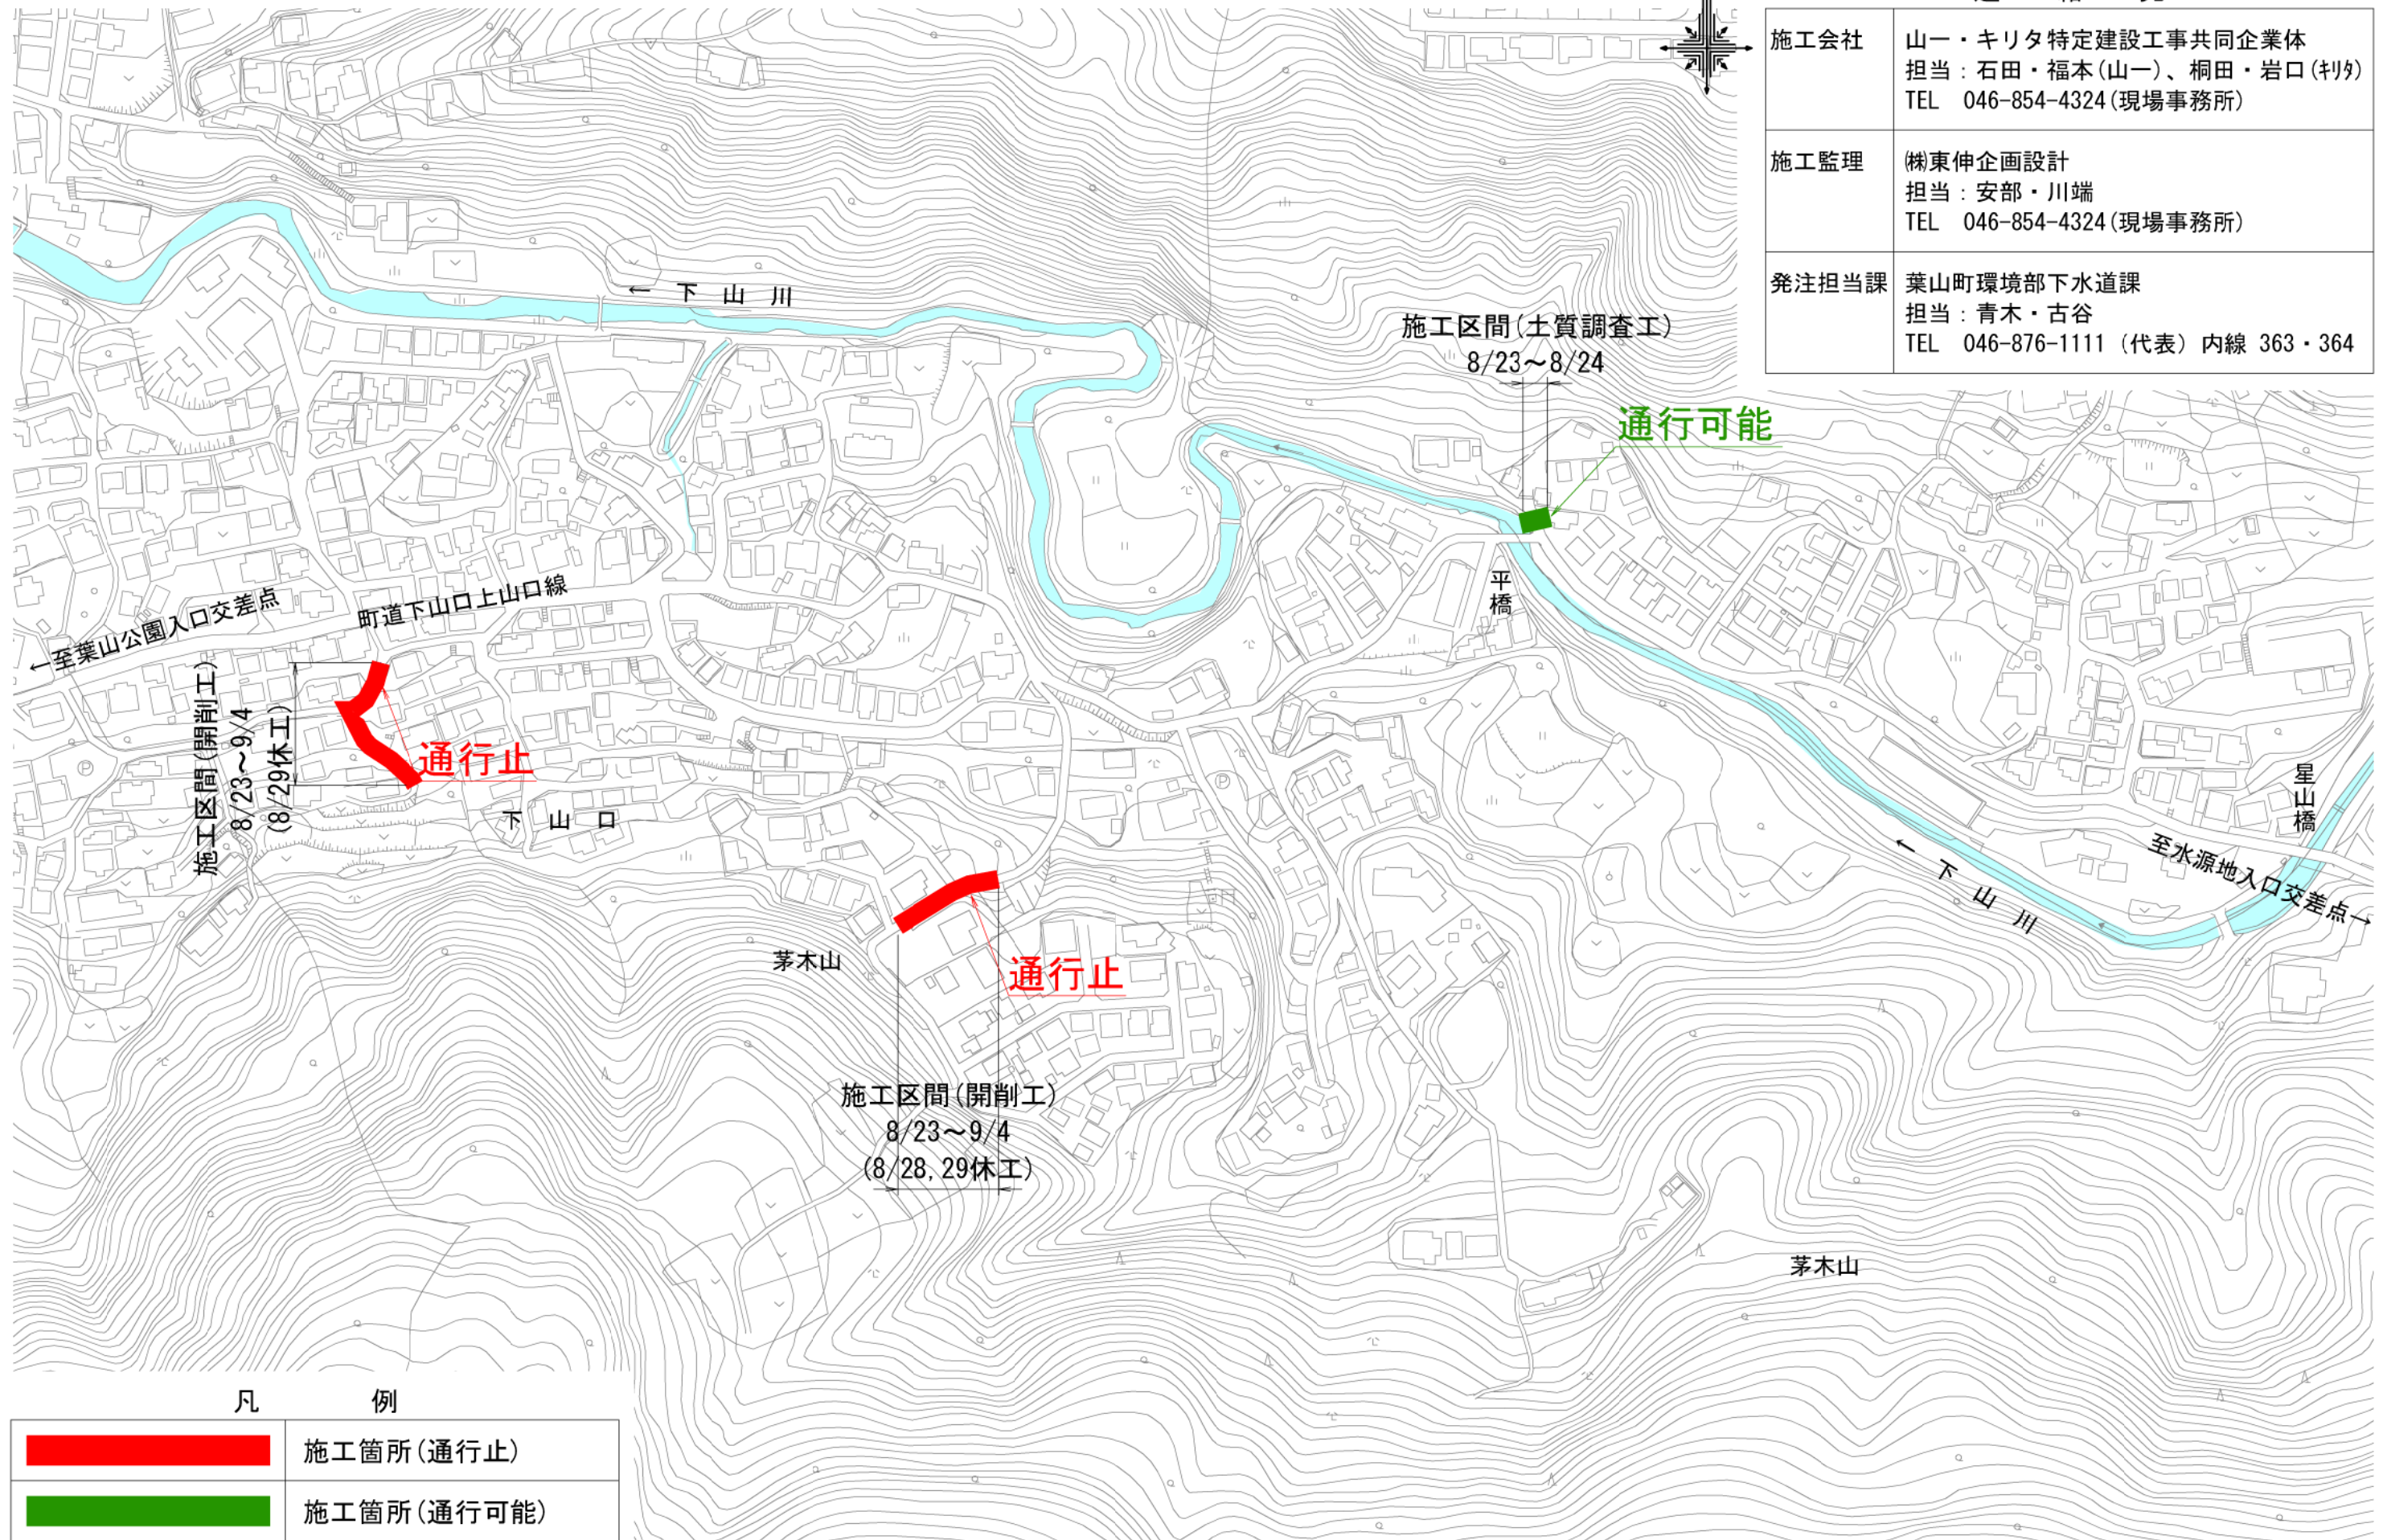 施工会社
山一・キリタ特定建設工事共同企業体
担当：石田・福本(山一)、桐田・岩口(ｷﾘﾀ)
TEL　046-854-4324(現場事務所)
施工監理
㈱東伸企画設計
担当：安部・川端
TEL　046-854-4324(現場事務所)
発注担当課
葉山町環境部下水道課
担当：青木・古谷
TEL　046-876-1111（代表）内線 363・364
← 下 山 川
施工区間(土質調査工)
8/23～8/24
通行可能
平橋
町道下山口上山口線
←至葉山公園入口交差点
施工区間(開削工)
8/23～9/4
(8/29休工)
通行止
下 山 口
星山橋
至水源地入口交差点→
← 下 山 川
茅木山
通行止
施工区間(開削工)
8/23～9/4
(8/28,29休工)
茅木山
凡　例
施工箇所(通行止)
施工箇所(通行可能)